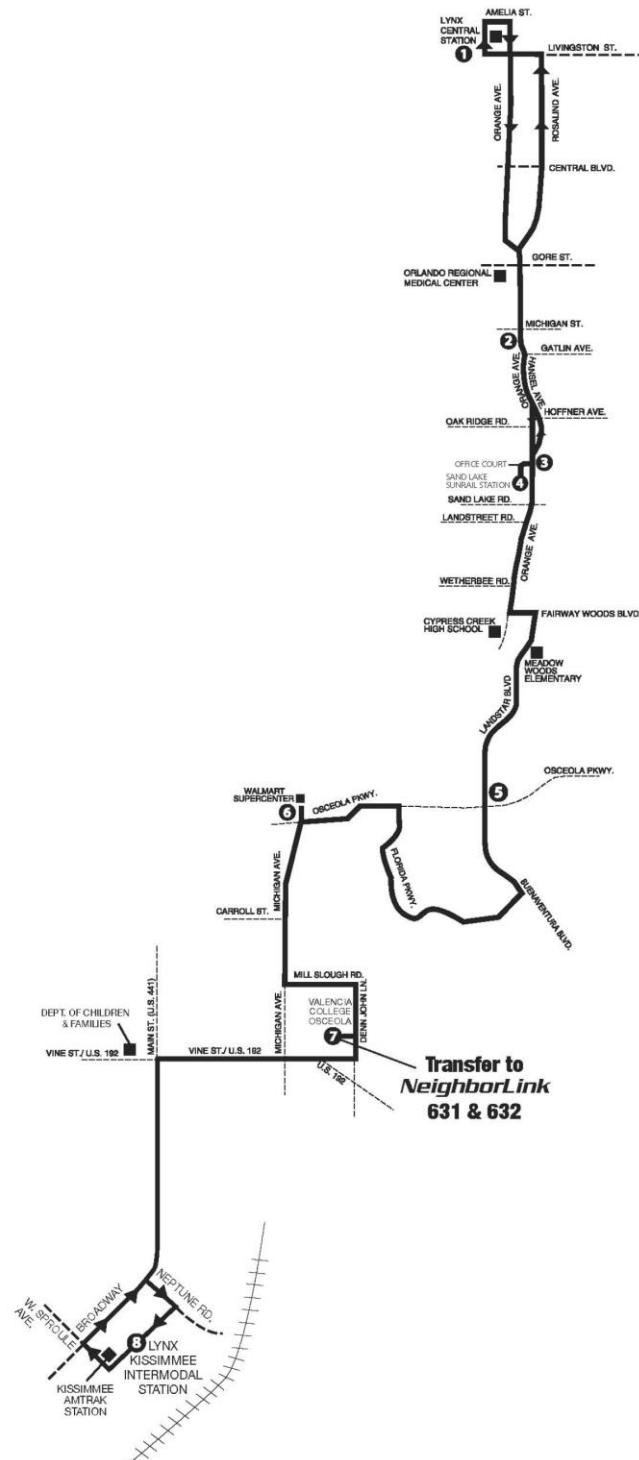 AMELIA ST.
LYNX
CENTRAL
STATION
1
LIVINGSTON ST.
ORANGE AVE.
ROSALIND AVE.
CENTRAL BLVD.
GORE ST.
ORLANDO REGIONAL
MEDICAL CENTER
MICHIGAN ST.
2
GATLIN AVE.
ORANGE AVE.
HANSEL AVE.
HOFFNER AVE.
OAK RIDGE RD.
OFFICE COURT
3
SAND LAKE
SUNRAIL STATION
4
SAND LAKE RD.
LANDSTREET RD.
ORANGE AVE.
WETHERBEE RD.
FAIRWAY WOODS BLVD
CYPRESS CREEK
HIGH SCHOOL
MEADOW
WOODS
ELEMENTARY
LANDSTAR BLVD
OSCEOLA PKWY.
5
WALMART
SUPERCENTER
6
OSCEOLA PKWY.
FLORIDA PKWY.
BUENAVENTURA BLVD.
MICHIGAN AVE.
CARROLL ST.
MILL SLOUGH RD.
MAIN ST. (U.S. 441)
MICHIGAN AVE.
VALENCIA
COLLEGE
OSCEOLA
7
DENN JOHN LN.
DEPT. OF CHILDREN
& FAMILIES
VINE ST./ U.S. 192
VINE ST./ U.S. 192
U.S. 192
Transfer to
NeighborLink
631 & 632
W. SPROULE
AVE.
BROADWAY
NEPTUNE RD.
8 LYNX
KISSIMMEE
INTERMODAL
STATION
KISSIMMEE
AMTRAK
STATION